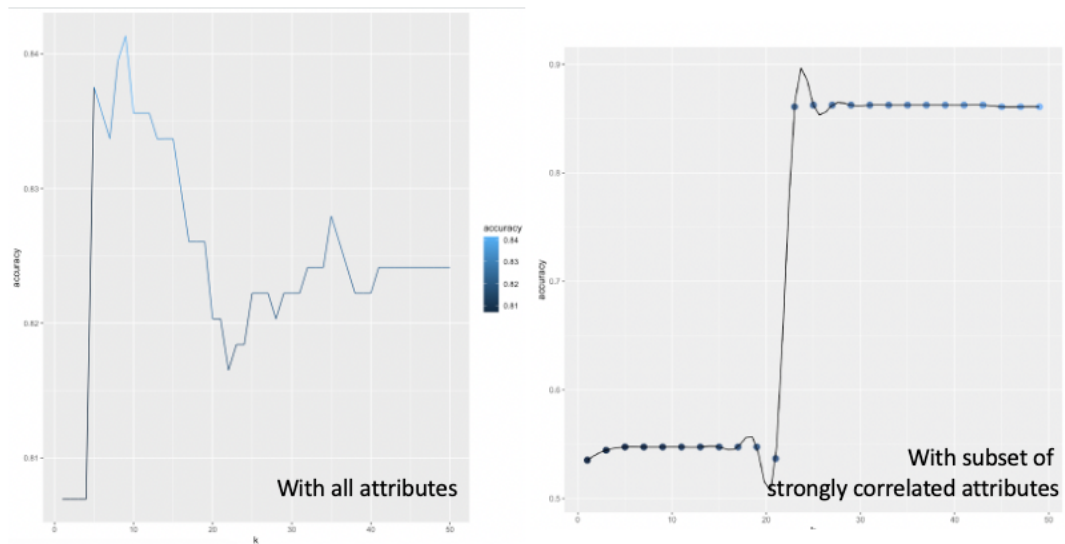 0.84
0.83
0.82
0.81
accuracy
0 10 20 30 40 50
k
With all attributes
accuracy
0.84
0.83
0.82
0.81
0.9
0.8
0.7
0.6
0.5
accuracy
0 10 20 30 40 50
With subset of
strongly correlated attributes